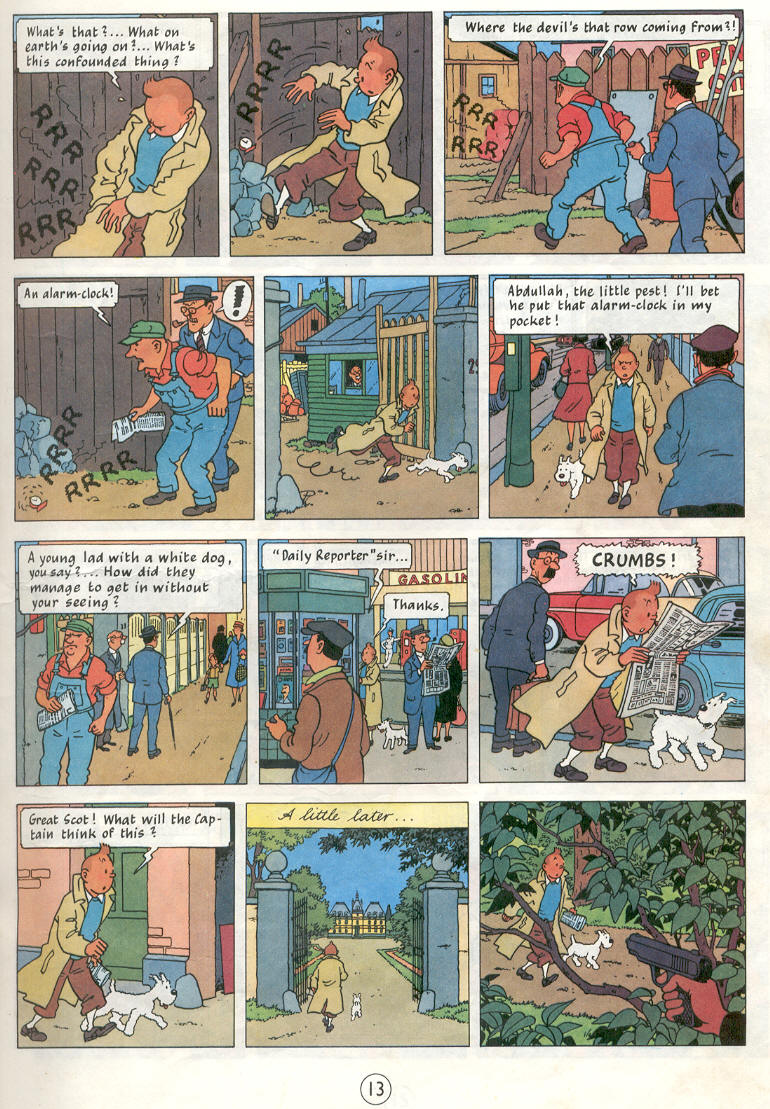 What's that?... What on
earth's going on?... What's
this confounded thing?
RRR
RRR
RRR
RRRR
Where the devil's that row coming from?!
RRR
RRR
An alarm-clock!
!
RRRR
RRRR
Abdullah, the little pest! I'll bet
he put that alarm-clock in my
pocket!
A young lad with a white dog,
you say?... How did they
manage to get in without
your seeing?
"Daily Reporter" sir...
GASOLIN
Thanks.
CRUMBS!
Great Scot! What will the Cap-
tain think of this?
A little later...
13